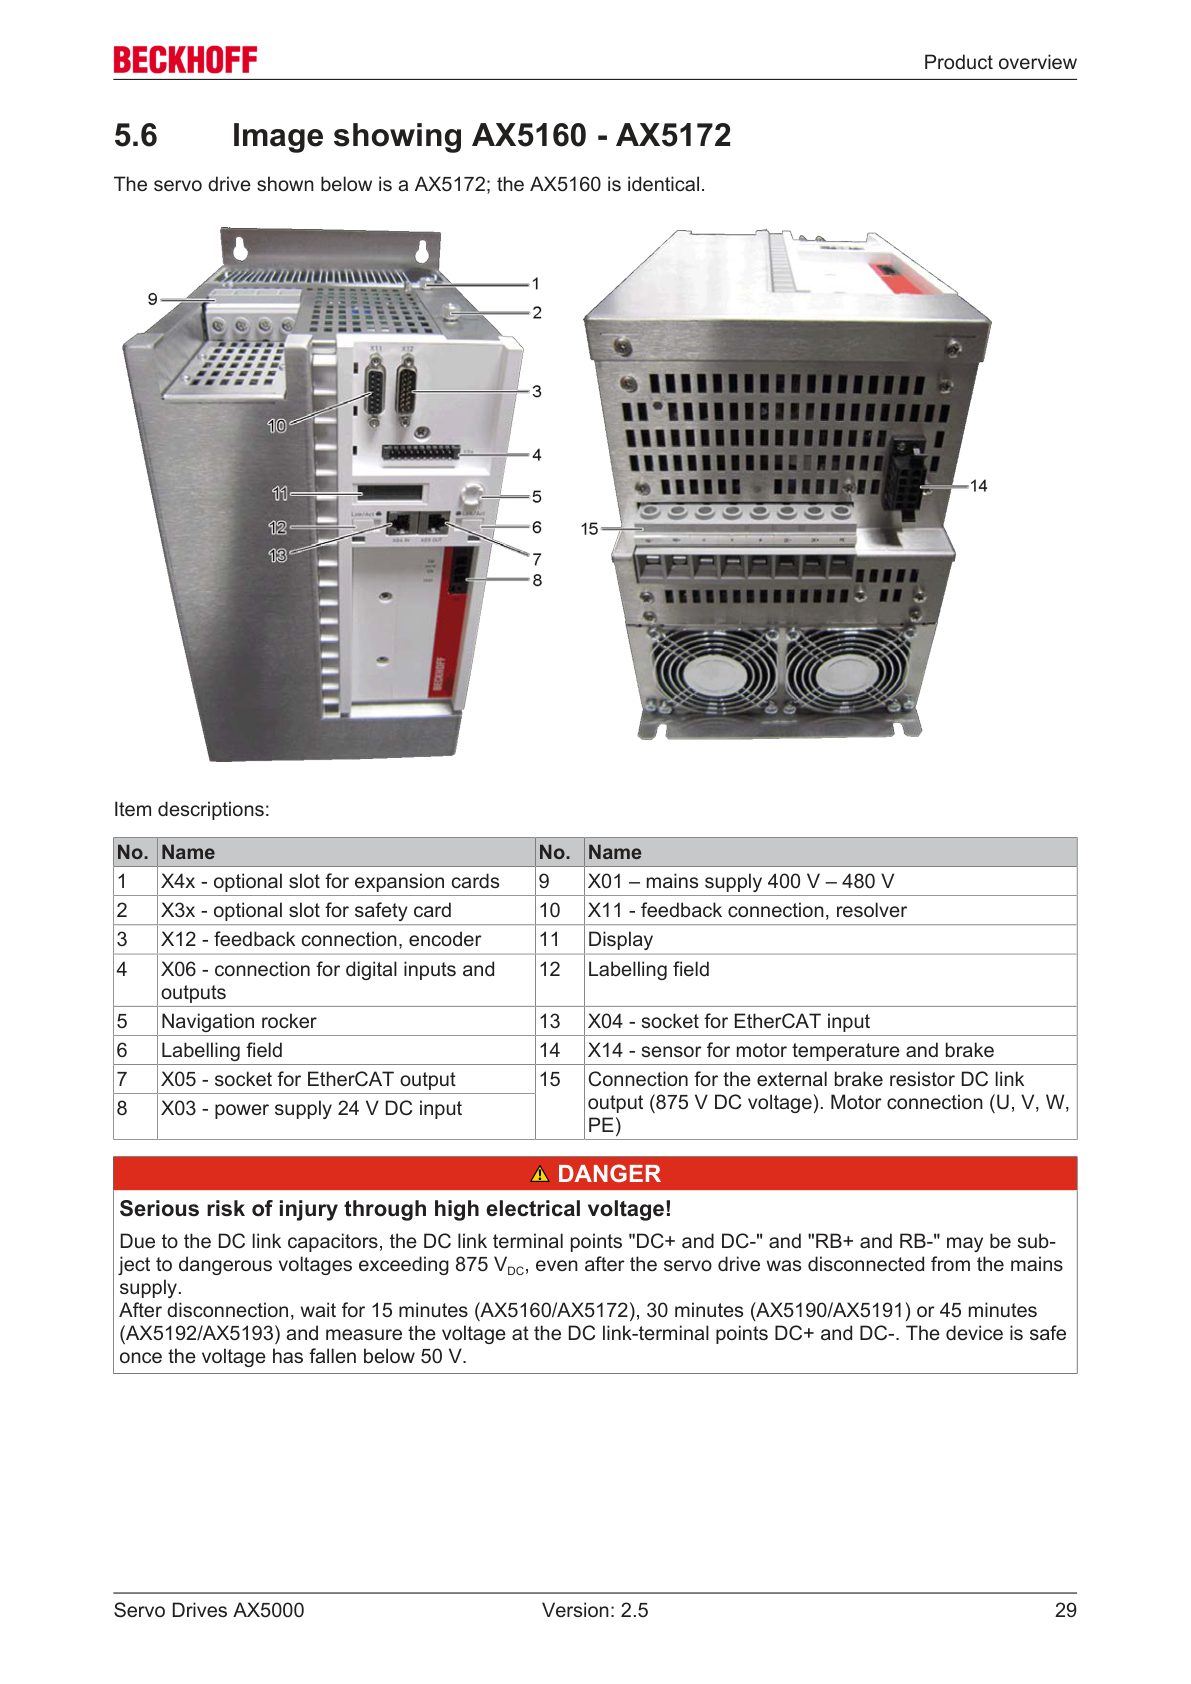 BECKHOFF
Product overview
5.6 Image showing AX5160 - AX5172
The servo drive shown below is a AX5172; the AX5160 is identical.
1
9
2
X11 X12
3
10
4
14
11
5
12
6
15
13
7
8
BECKHOFF
Item descriptions:
No. Name No. Name
1 X4x - optional slot for expansion cards 9 X01 – mains supply 400 V – 480 V
2 X3x - optional slot for safety card 10 X11 - feedback connection, resolver
3 X12 - feedback connection, encoder 11 Display
4 X06 - connection for digital inputs and 12 Labelling field
outputs
5 Navigation rocker 13 X04 - socket for EtherCAT input
6 Labelling field 14 X14 - sensor for motor temperature and brake
7 X05 - socket for EtherCAT output 15 Connection for the external brake resistor DC link
8 X03 - power supply 24 V DC input output (875 V DC voltage). Motor connection (U, V, W,
PE)
DANGER
Serious risk of injury through high electrical voltage!
Due to the DC link capacitors, the DC link terminal points "DC+ and DC-" and "RB+ and RB-" may be sub-
ject to dangerous voltages exceeding 875 VDC, even after the servo drive was disconnected from the mains
supply.
After disconnection, wait for 15 minutes (AX5160/AX5172), 30 minutes (AX5190/AX5191) or 45 minutes
(AX5192/AX5193) and measure the voltage at the DC link-terminal points DC+ and DC-. The device is safe
once the voltage has fallen below 50 V.
Servo Drives AX5000 Version: 2.5 29